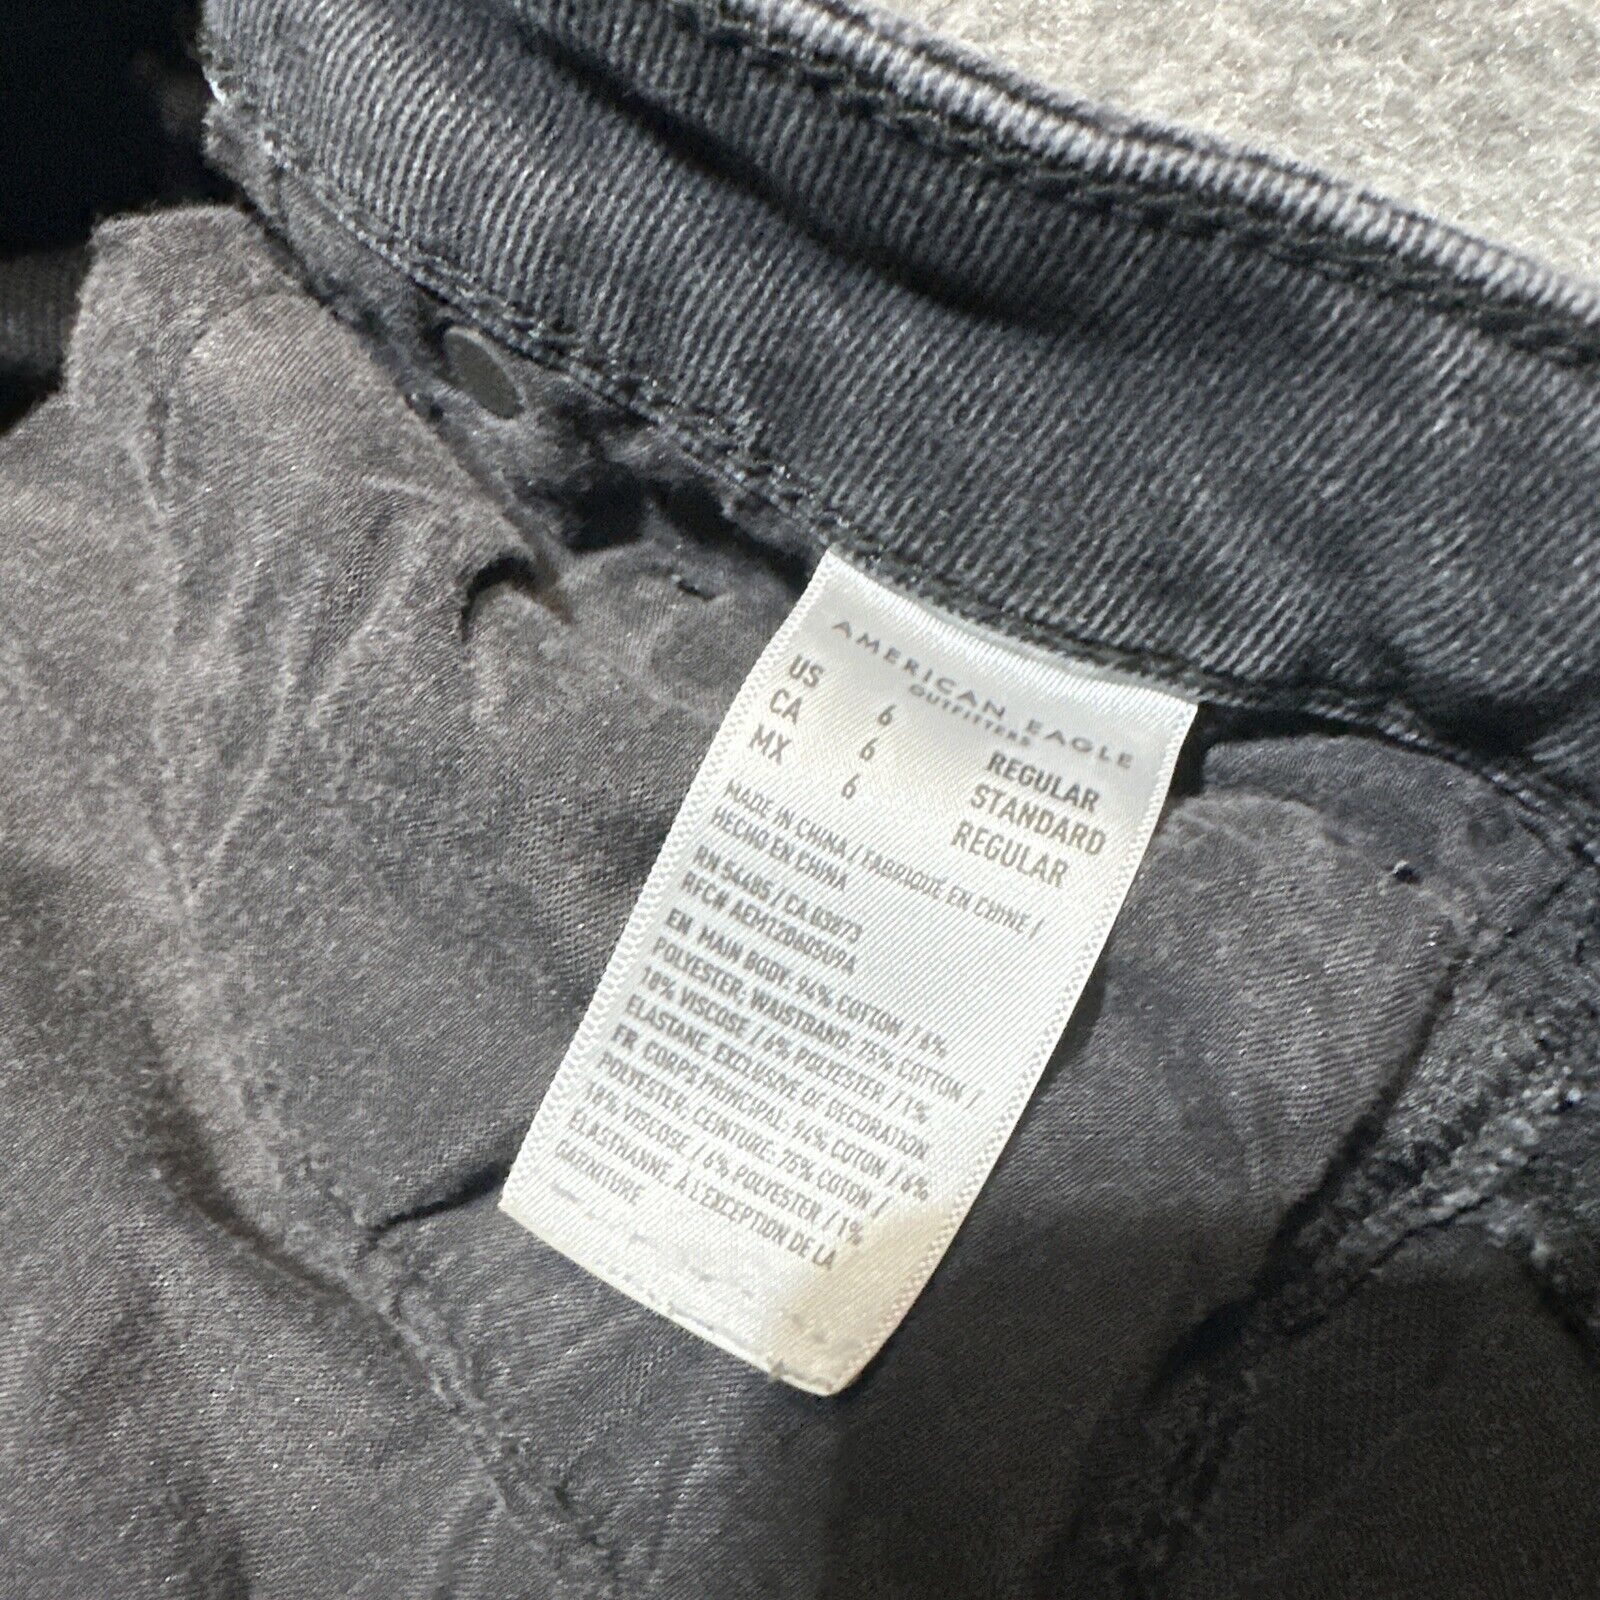 AMERICAN EAGLE
OUTFITTERS
US 6 REGULAR
CA 6 STANDARD
MX 6 REGULAR
MADE IN CHINA / FABRIQUÉ EN CHINE /
HECHO EN CHINA
RN 54485 / CA 03873
RFC# AEM1206050U9A
EN MAIN BODY: 94% COTTON / 6%
POLYESTER; WAISTBAND: 75% COTTON /
18% VISCOSE / 6% POLYESTER / 1%
ELASTANE, EXCLUSIVE OF DECORATION
FR CORPS PRINCIPAL: 94% COTON / 6%
POLYESTER; CEINTURE: 75% COTON /
18% VISCOSE / 6% POLYESTER / 1%
ELASTHANNE, À L'EXCEPTION DE LA
GARNITURE